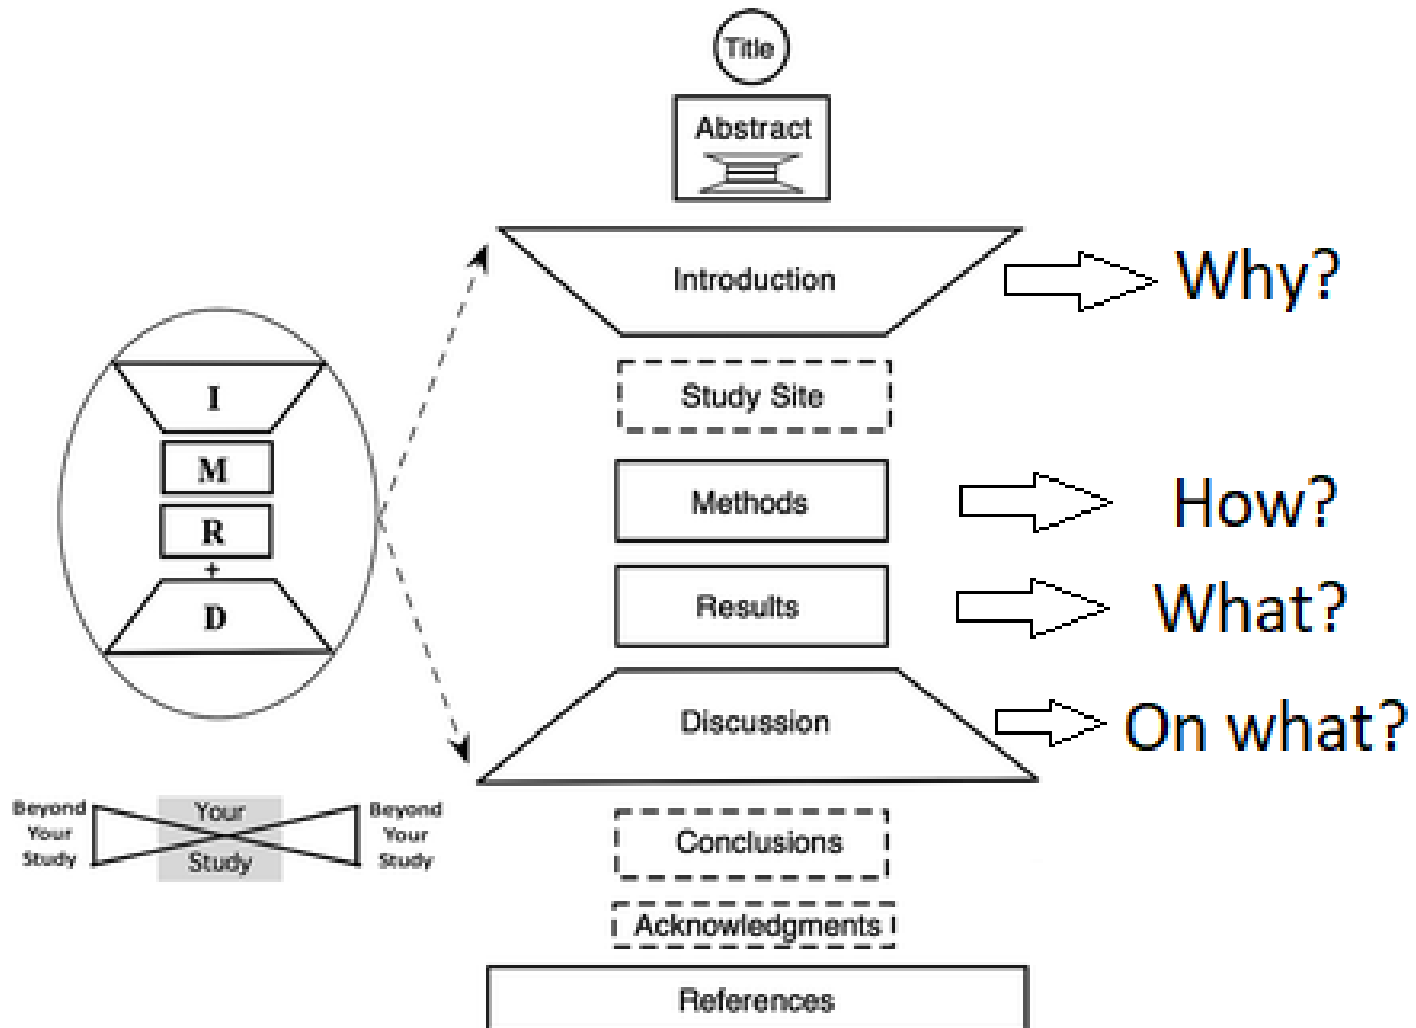 Title
Abstract
Introduction
Why?
Study Site
Methods
How?
Results
What?
Discussion
On what?
Conclusions
Acknowledgments
References
I
M
R
+
D
Beyond
Your
Study
Your
Study
Beyond
Your
Study